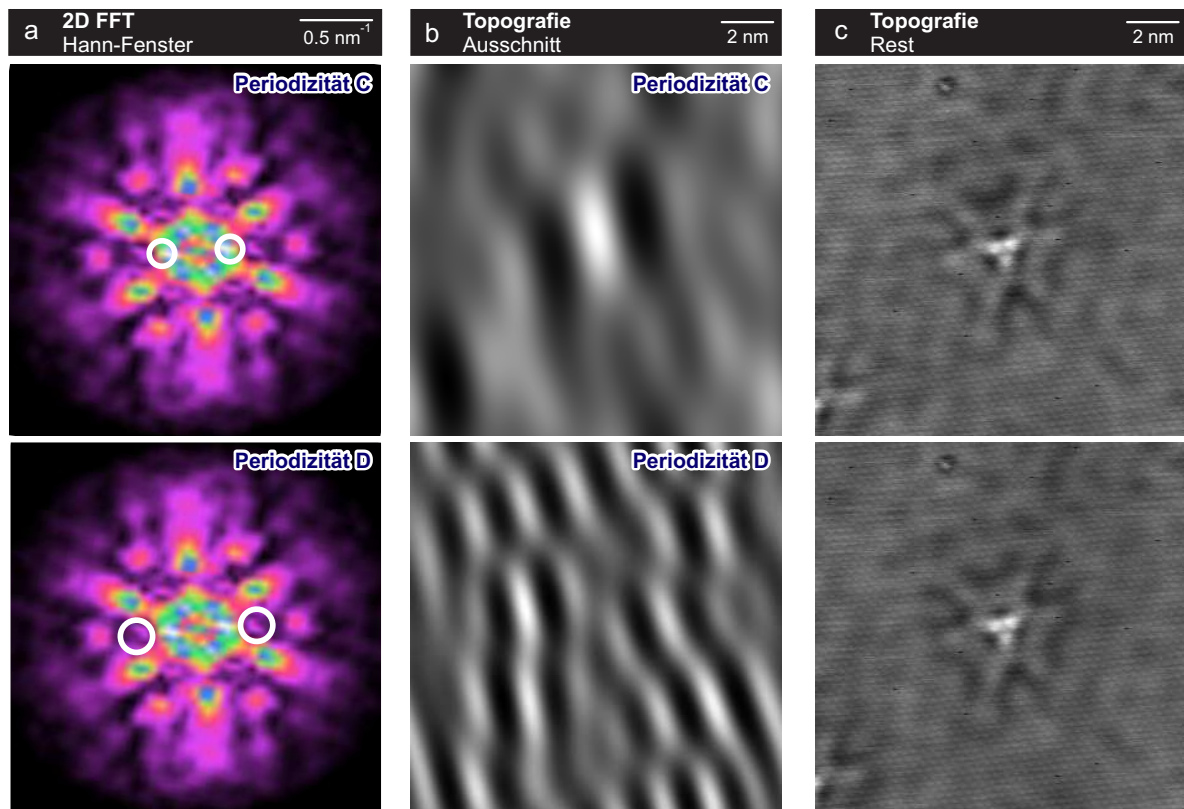 a
2D FFT
Hann-Fenster
0.5 nm⁻¹
b
Topografie
Ausschnitt
2 nm
c
Topografie
Rest
2 nm
Periodizität C
Periodizität C
Periodizität D
Periodizität D